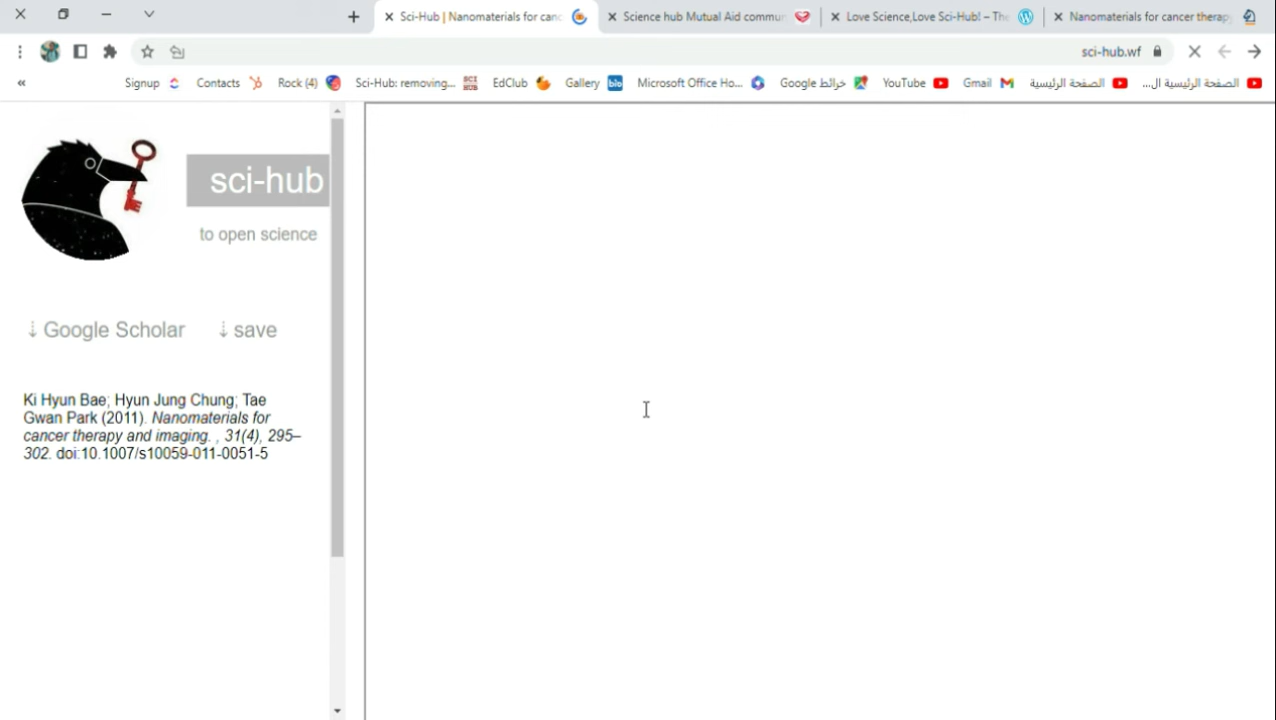 Sci-Hub | Nanomaterials for canc
Science hub Mutual Aid commu
Love Science,Love Sci-Hub! – The
Nanomaterials for cancer therapy
sci-hub.wf
Signup
Contacts
Rock (4)
Sci-Hub: removing...
EdClub
Gallery
Microsoft Office Ho...
خرائط Google
YouTube
Gmail
الصفحة الرئيسية
الصفحة الرئيسية ال...
sci-hub
to open science
⇣ Google Scholar
⇣ save
Ki Hyun Bae; Hyun Jung Chung; Tae
Gwan Park (2011). Nanomaterials for
cancer therapy and imaging. , 31(4), 295–
302. doi:10.1007/s10059-011-0051-5